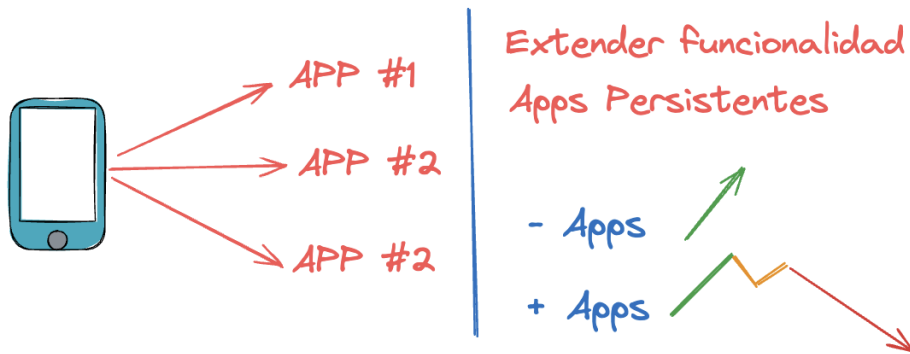 APP #1
APP #2
APP #2
Extender funcionalidad
Apps Persistentes
- Apps
+ Apps